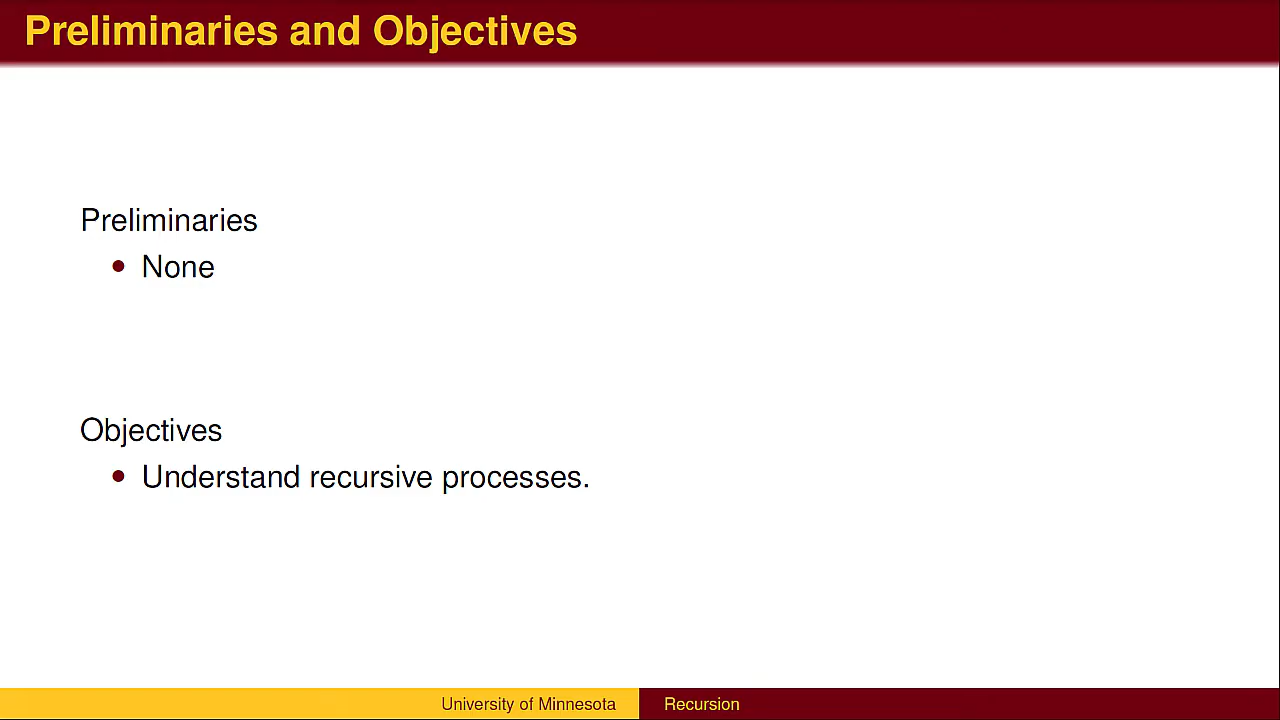 Preliminaries and Objectives
Preliminaries
• None
Objectives
• Understand recursive processes.
University of Minnesota
Recursion